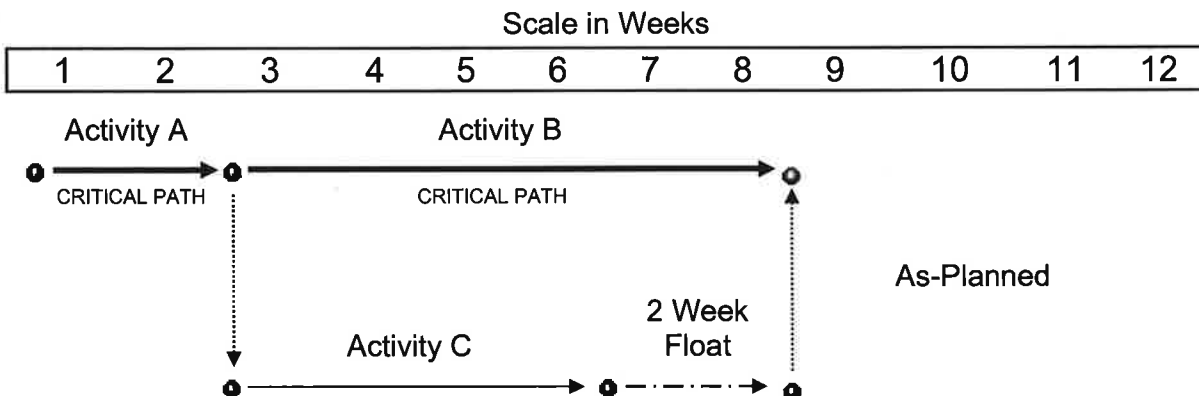 Scale in Weeks
1 2 3 4 5 6 7 8 9 10 11 12
Activity A Activity B
CRITICAL PATH CRITICAL PATH
As-Planned
2 Week
Float
Activity C